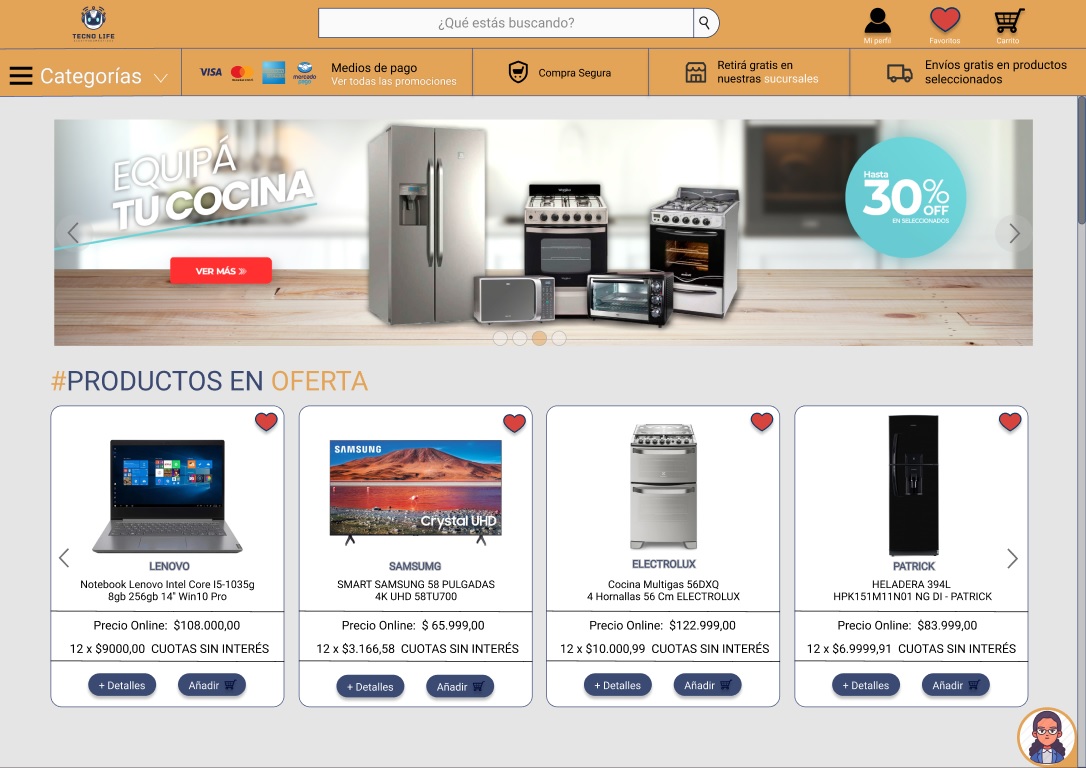 TECNO LIFE
¿Qué estás buscando?
Mi perfil
Favoritos
Carrito
Categorías
VISA
mercado
pago
Medios de pago
Ver todas las promociones
Compra Segura
Retirá gratis en
nuestras sucursales
Envíos gratis en productos
seleccionados
EQUIPÁ
TU COCINA
VER MÁS
Hasta
30% OFF
EN SELECCIONADOS
#PRODUCTOS EN OFERTA
LENOVO
Notebook Lenovo Intel Core I5-1035g
8gb 256gb 14" Win10 Pro
Precio Online: $108.000,00
12 x $9000,00 CUOTAS SIN INTERÉS
+ Detalles
Añadir
SAMSUNG
Crystal UHD
SAMSUMG
SMART SAMSUNG 58 PULGADAS
4K UHD 58TU700
Precio Online: $ 65.999,00
12 x $3.166,58 CUOTAS SIN INTERÉS
+ Detalles
Añadir
ELECTROLUX
Cocina Multigas 56DXQ
4 Hornallas 56 Cm ELECTROLUX
Precio Online: $122.999,00
12 x $10.000,99 CUOTAS SIN INTERÉS
+ Detalles
Añadir
PATRICK
HELADERA 394L
HPK151M11N01 NG DI - PATRICK
Precio Online: $83.999,00
12 x $6.9999,91 CUOTAS SIN INTERÉS
+ Detalles
Añadir